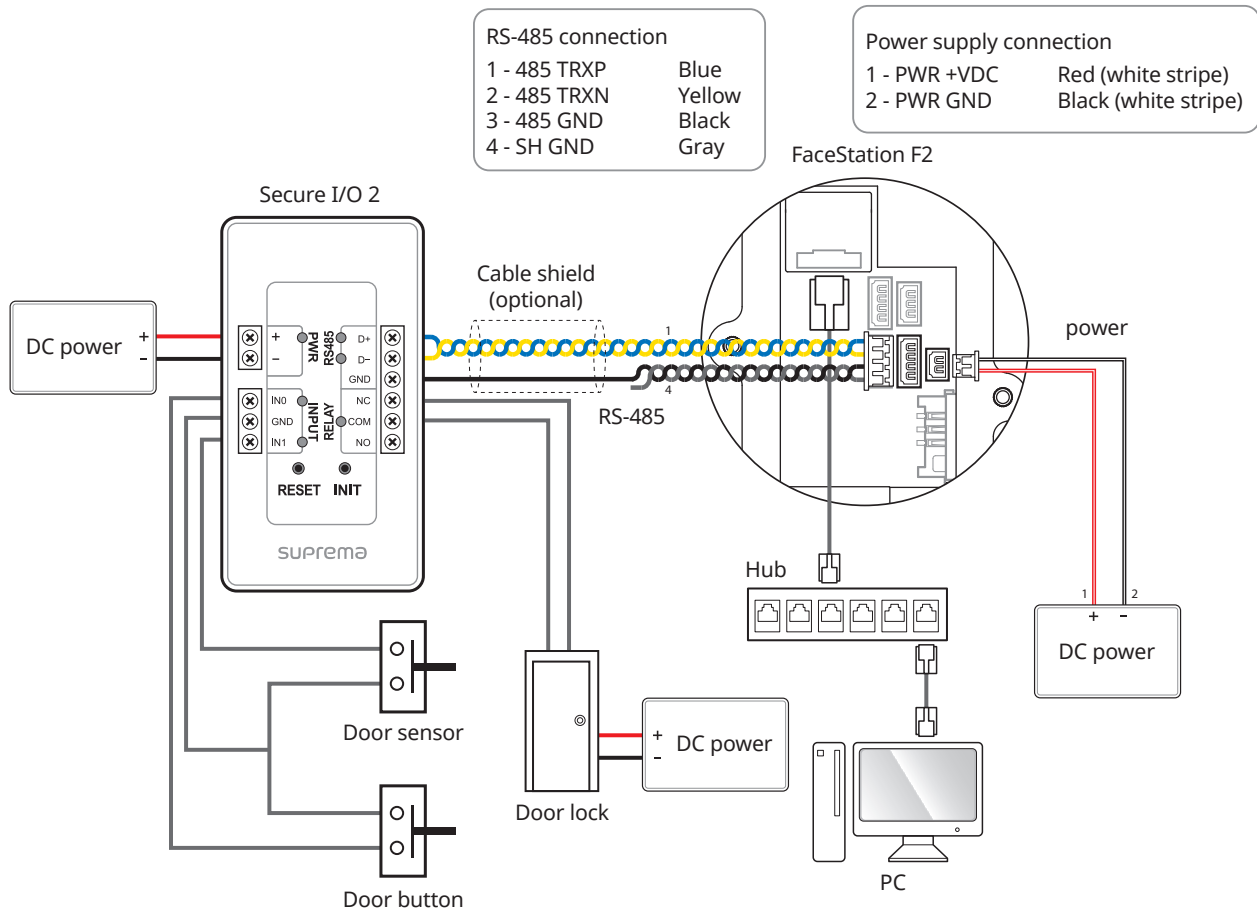 RS-485 connection
1 - 485 TRXP Blue
2 - 485 TRXN Yellow
3 - 485 GND Black
4 - SH GND Gray
Power supply connection
1 - PWR +VDC Red (white stripe)
2 - PWR GND Black (white stripe)
FaceStation F2
Secure I/O 2
Cable shield
(optional)
DC power
+
-
+
-
PWR
RS485
D+
D-
GND
IN0
GND
IN1
INPUT
RELAY
NC
COM
NO
RESET INIT
suprema
1
4
RS-485
power
Hub
1
2
+
-
DC power
Door sensor
Door button
Door lock
+
-
DC power
PC